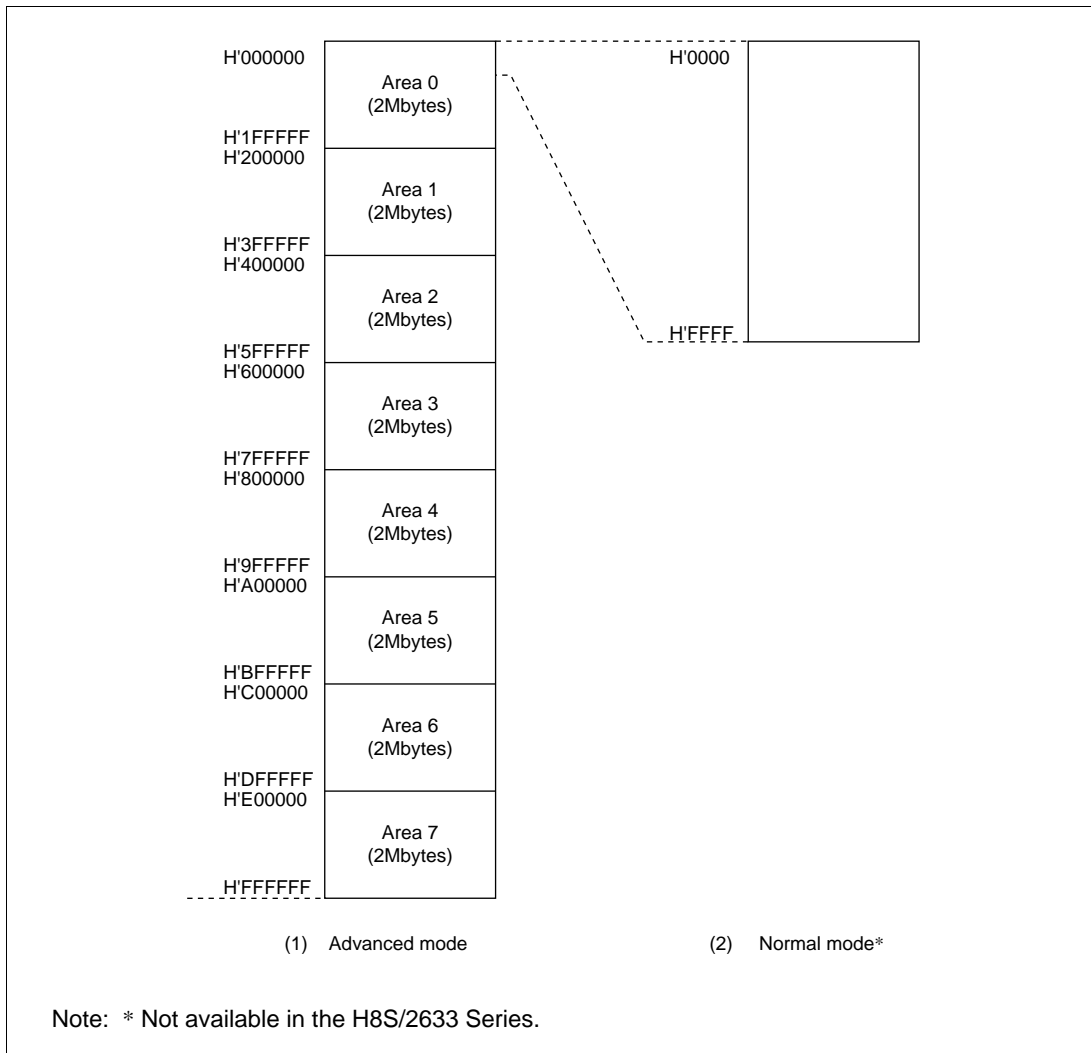 H'000000
Area 0
(2Mbytes)
H'1FFFFF
H'200000
Area 1
(2Mbytes)
H'3FFFFF
H'400000
Area 2
(2Mbytes)
H'5FFFFF
H'600000
Area 3
(2Mbytes)
H'7FFFFF
H'800000
Area 4
(2Mbytes)
H'9FFFFF
H'A00000
Area 5
(2Mbytes)
H'BFFFFF
H'C00000
Area 6
(2Mbytes)
H'DFFFFF
H'E00000
Area 7
(2Mbytes)
H'FFFFFF
(1) Advanced mode
H'0000
H'FFFF
(2) Normal mode*
Note: * Not available in the H8S/2633 Series.